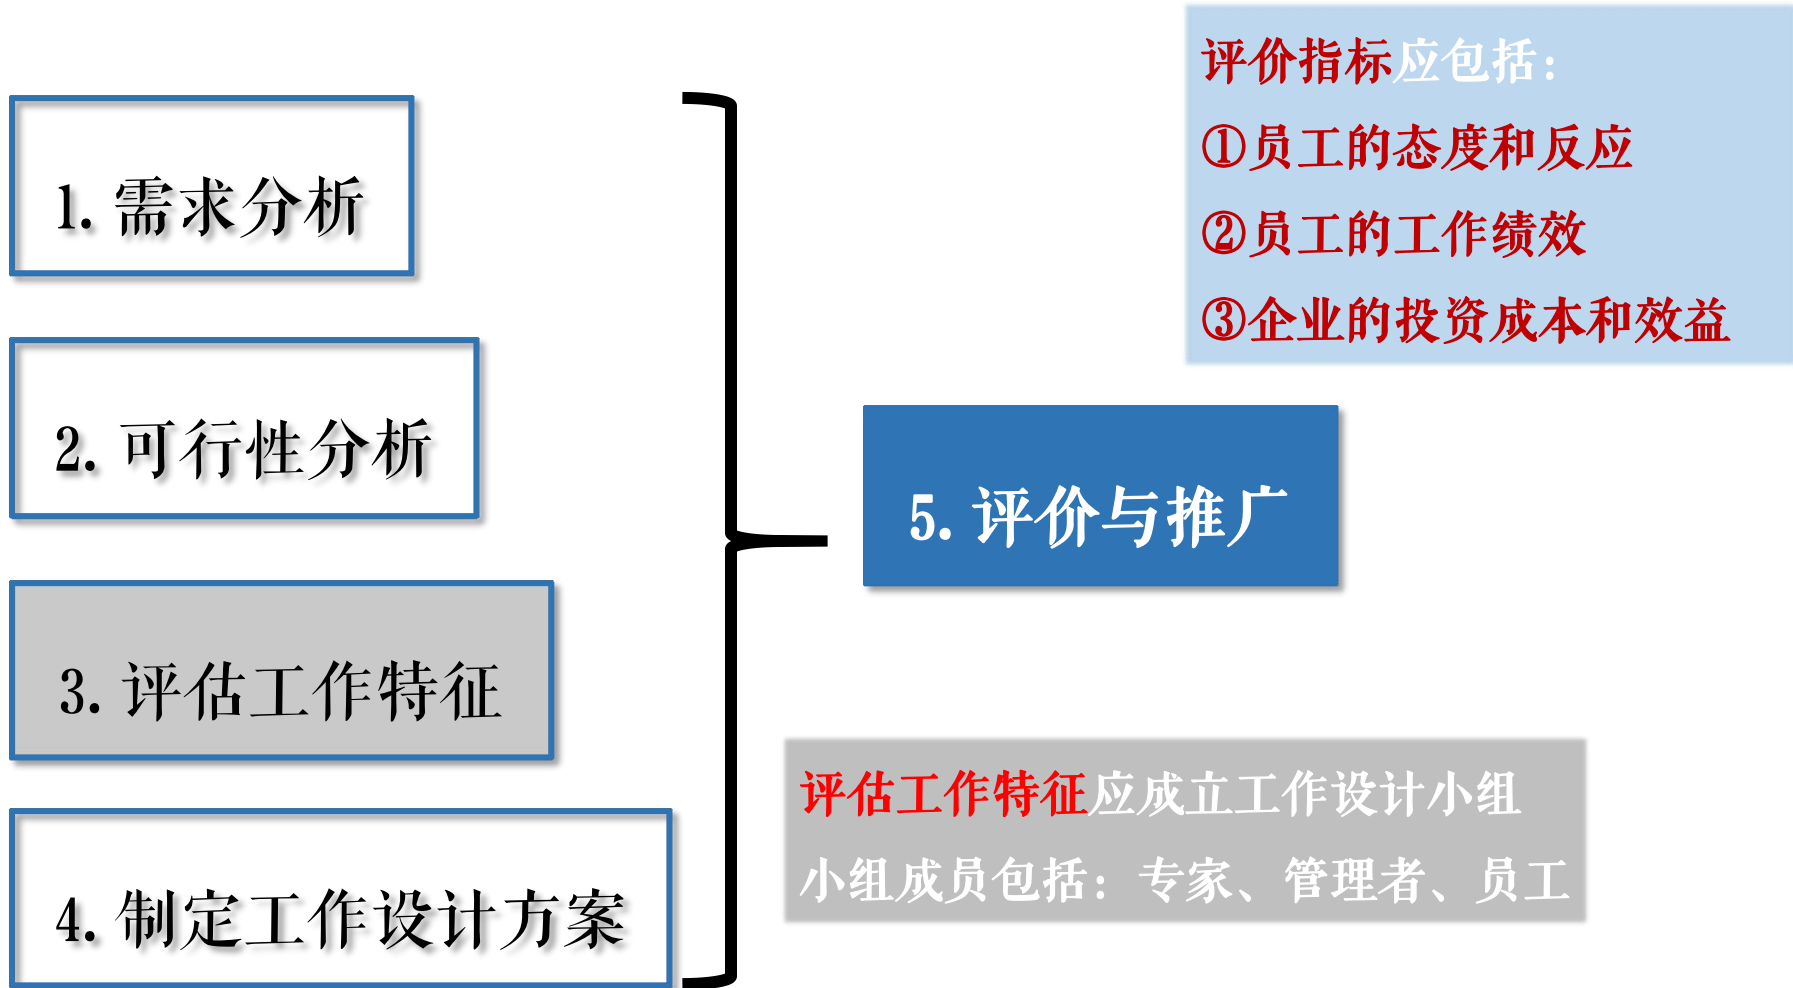 1. 需求分析
2. 可行性分析
3. 评估工作特征
4. 制定工作设计方案
评价指标应包括：
①员工的态度和反应
②员工的工作绩效
③企业的投资成本和效益
5. 评价与推广
评估工作特征应成立工作设计小组
小组成员包括：专家、管理者、员工